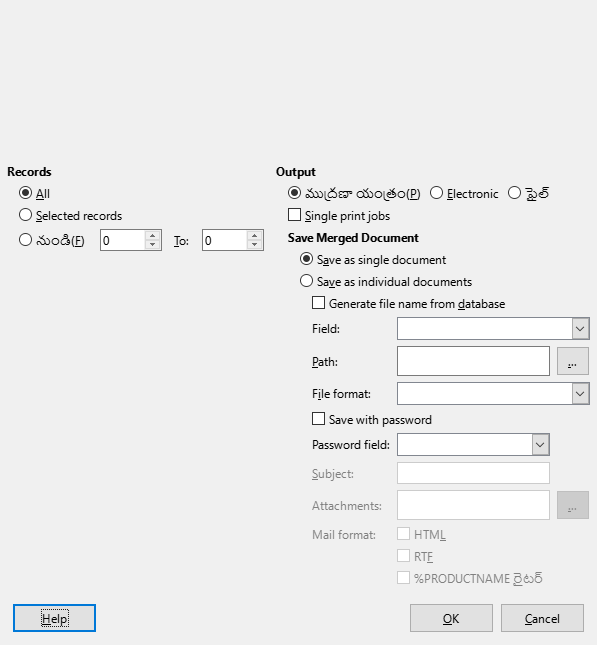 Records
All
Selected records
నుండి(F) 0 To: 0
Output
ముద్రణా యంత్రం(P) Electronic ఫైల్
Single print jobs
Save Merged Document
Save as single document
Save as individual documents
Generate file name from database
Field:
Path: ...
File format:
Save with password
Password field:
Subject:
Attachments: ...
Mail format: HTML
RTF
%PRODUCTNAME రైటర్
Help OK Cancel